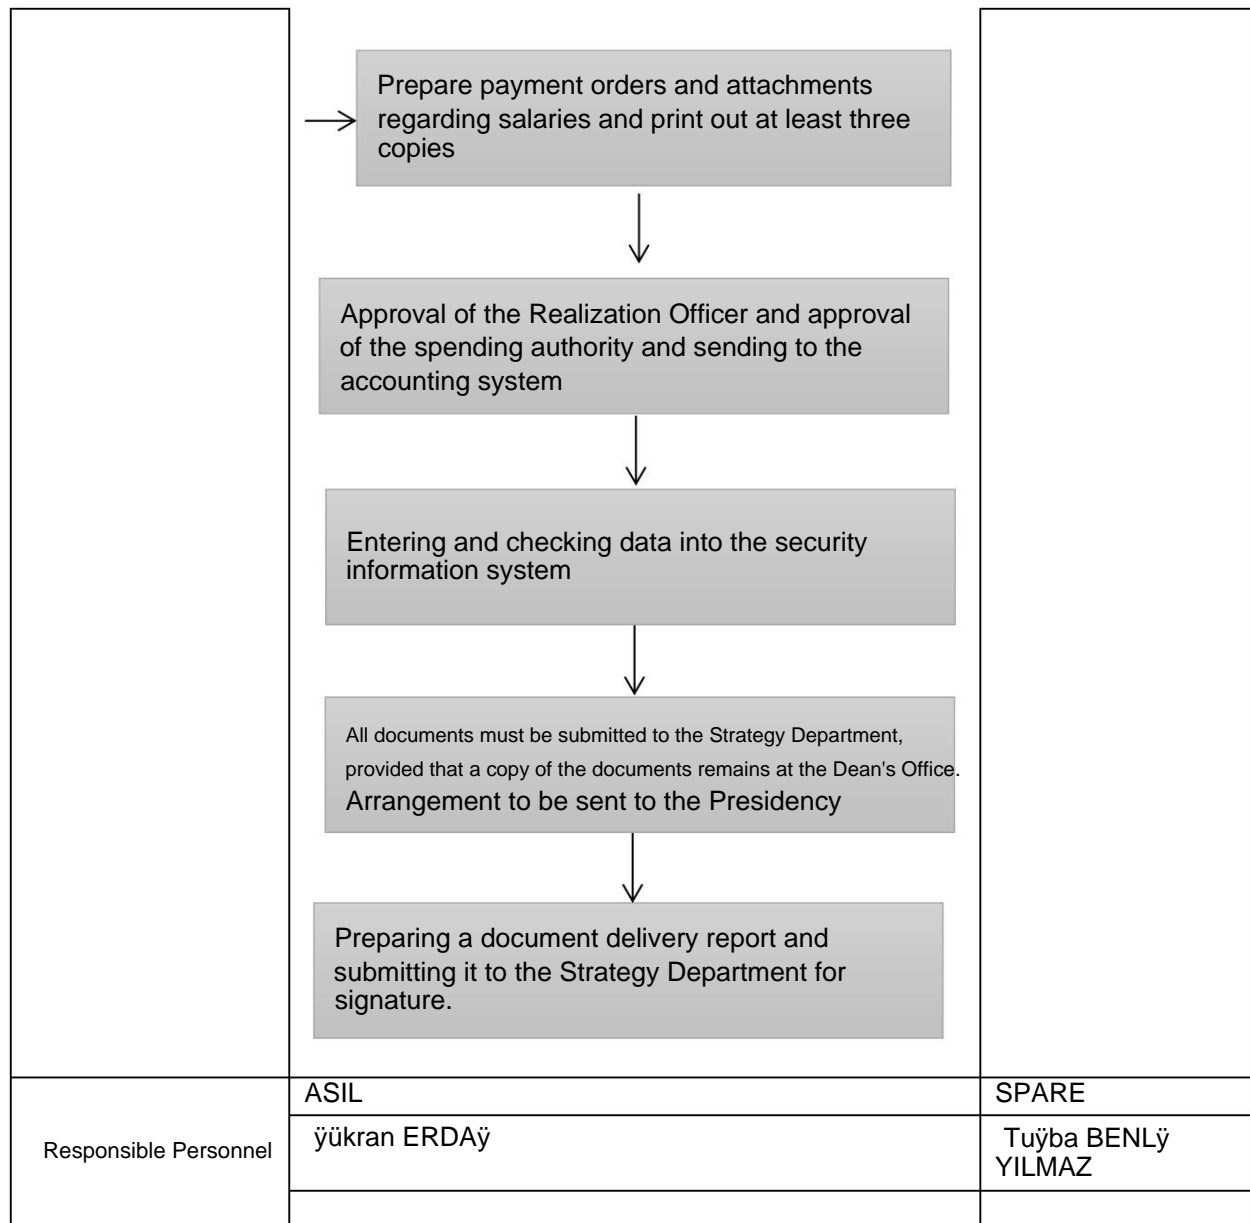 Prepare payment orders and attachments
regarding salaries and print out at least three
copies
Approval of the Realization Officer and approval
of the spending authority and sending to the
accounting system
Entering and checking data into the security
information system
All documents must be submitted to the Strategy Department,
provided that a copy of the documents remains at the Dean's Office.
Arrangement to be sent to the Presidency
Preparing a document delivery report and
submitting it to the Strategy Department for
signature.
ASIL
SPARE
Responsible Personnel
ÿükran ERDAÿ
Tuÿba BENLÿ
YILMAZ